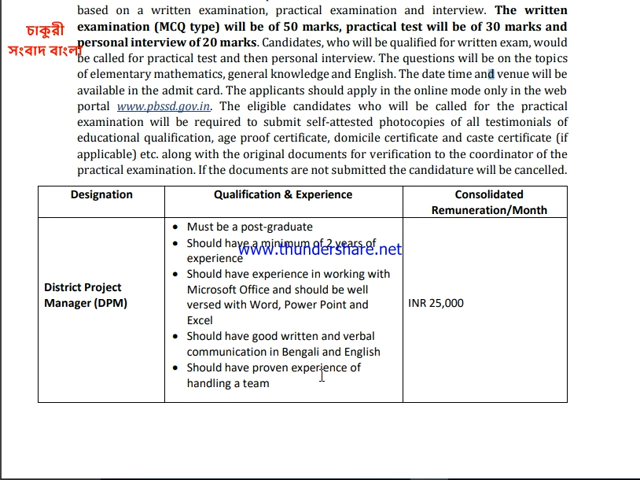 based on a written examination, practical examination and interview. The written
examination (MCQ type) will be of 50 marks, practical test will be of 30 marks and
personal interview of 20 marks. Candidates, who will be qualified for written exam, would
be called for practical test and then personal interview. The questions will be on the topics
of elementary mathematics, general knowledge and English. The date time and venue will be
available in the admit card. The applicants should apply in the online mode only in the web
portal www.pbssd.gov.in. The eligible candidates who will be called for the practical
examination will be required to submit self-attested photocopies of all testimonials of
educational qualification, age proof certificate, domicile certificate and caste certificate (if
applicable) etc. along with the original documents for verification to the coordinator of the
practical examination. If the documents are not submitted the candidature will be cancelled.
চাকুরী
সংবাদ বাংলা
Designation
Qualification & Experience
Consolidated
Remuneration/Month
District Project
Manager (DPM)
• Must be a post-graduate
• Should have a minimum of 2 years of
experience
• Should have experience in working with
Microsoft Office and should be well
versed with Word, Power Point and
Excel
• Should have good written and verbal
communication in Bengali and English
• Should have proven experience of
handling a team
INR 25,000
www.thundershare.net